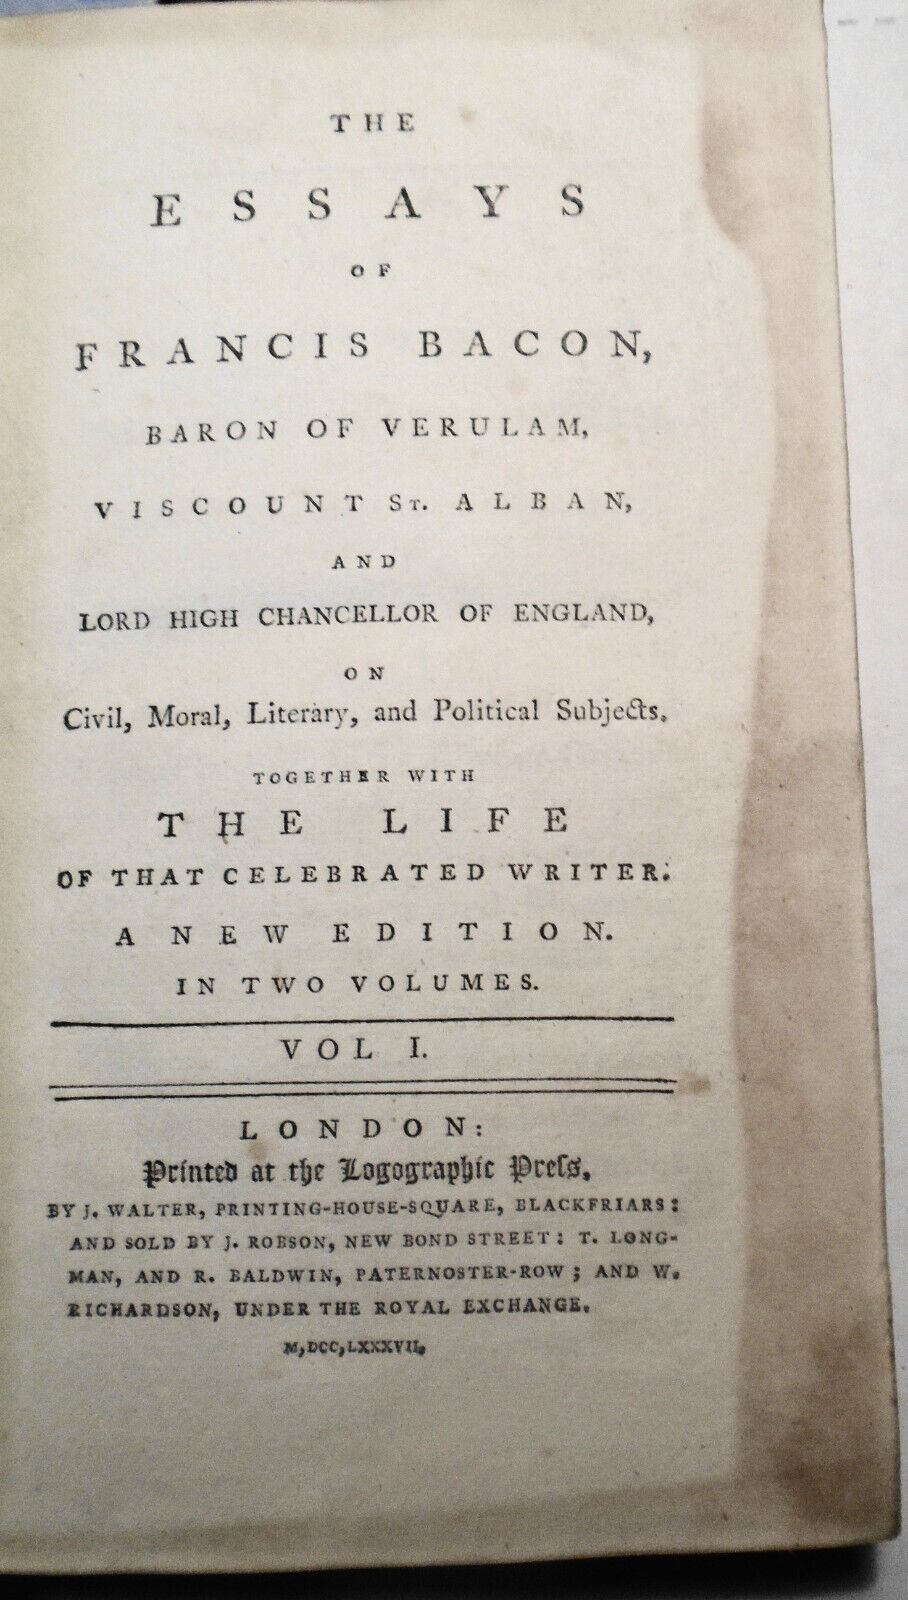 THE
ESSAYS
OF
FRANCIS BACON,
BARON OF VERULAM,
VISCOUNT ST. ALBAN,
AND
LORD HIGH CHANCELLOR OF ENGLAND,
ON
Civil, Moral, Literary, and Political Subjects.
TOGETHER WITH
THE LIFE
OF THAT CELEBRATED WRITER.
A NEW EDITION.
IN TWO VOLUMES.
VOL I.
LONDON:
Printed at the Logographic Preſs,
BY J. WALTER, PRINTING-HOUSE-SQUARE, BLACKFRIARS:
AND SOLD BY J. ROBSON, NEW BOND STREET: T. LONG-
MAN, AND R. BALDWIN, PATERNOSTER-ROW; AND W.
RICHARDSON, UNDER THE ROYAL EXCHANGE.
M,DCC,LXXXVII.